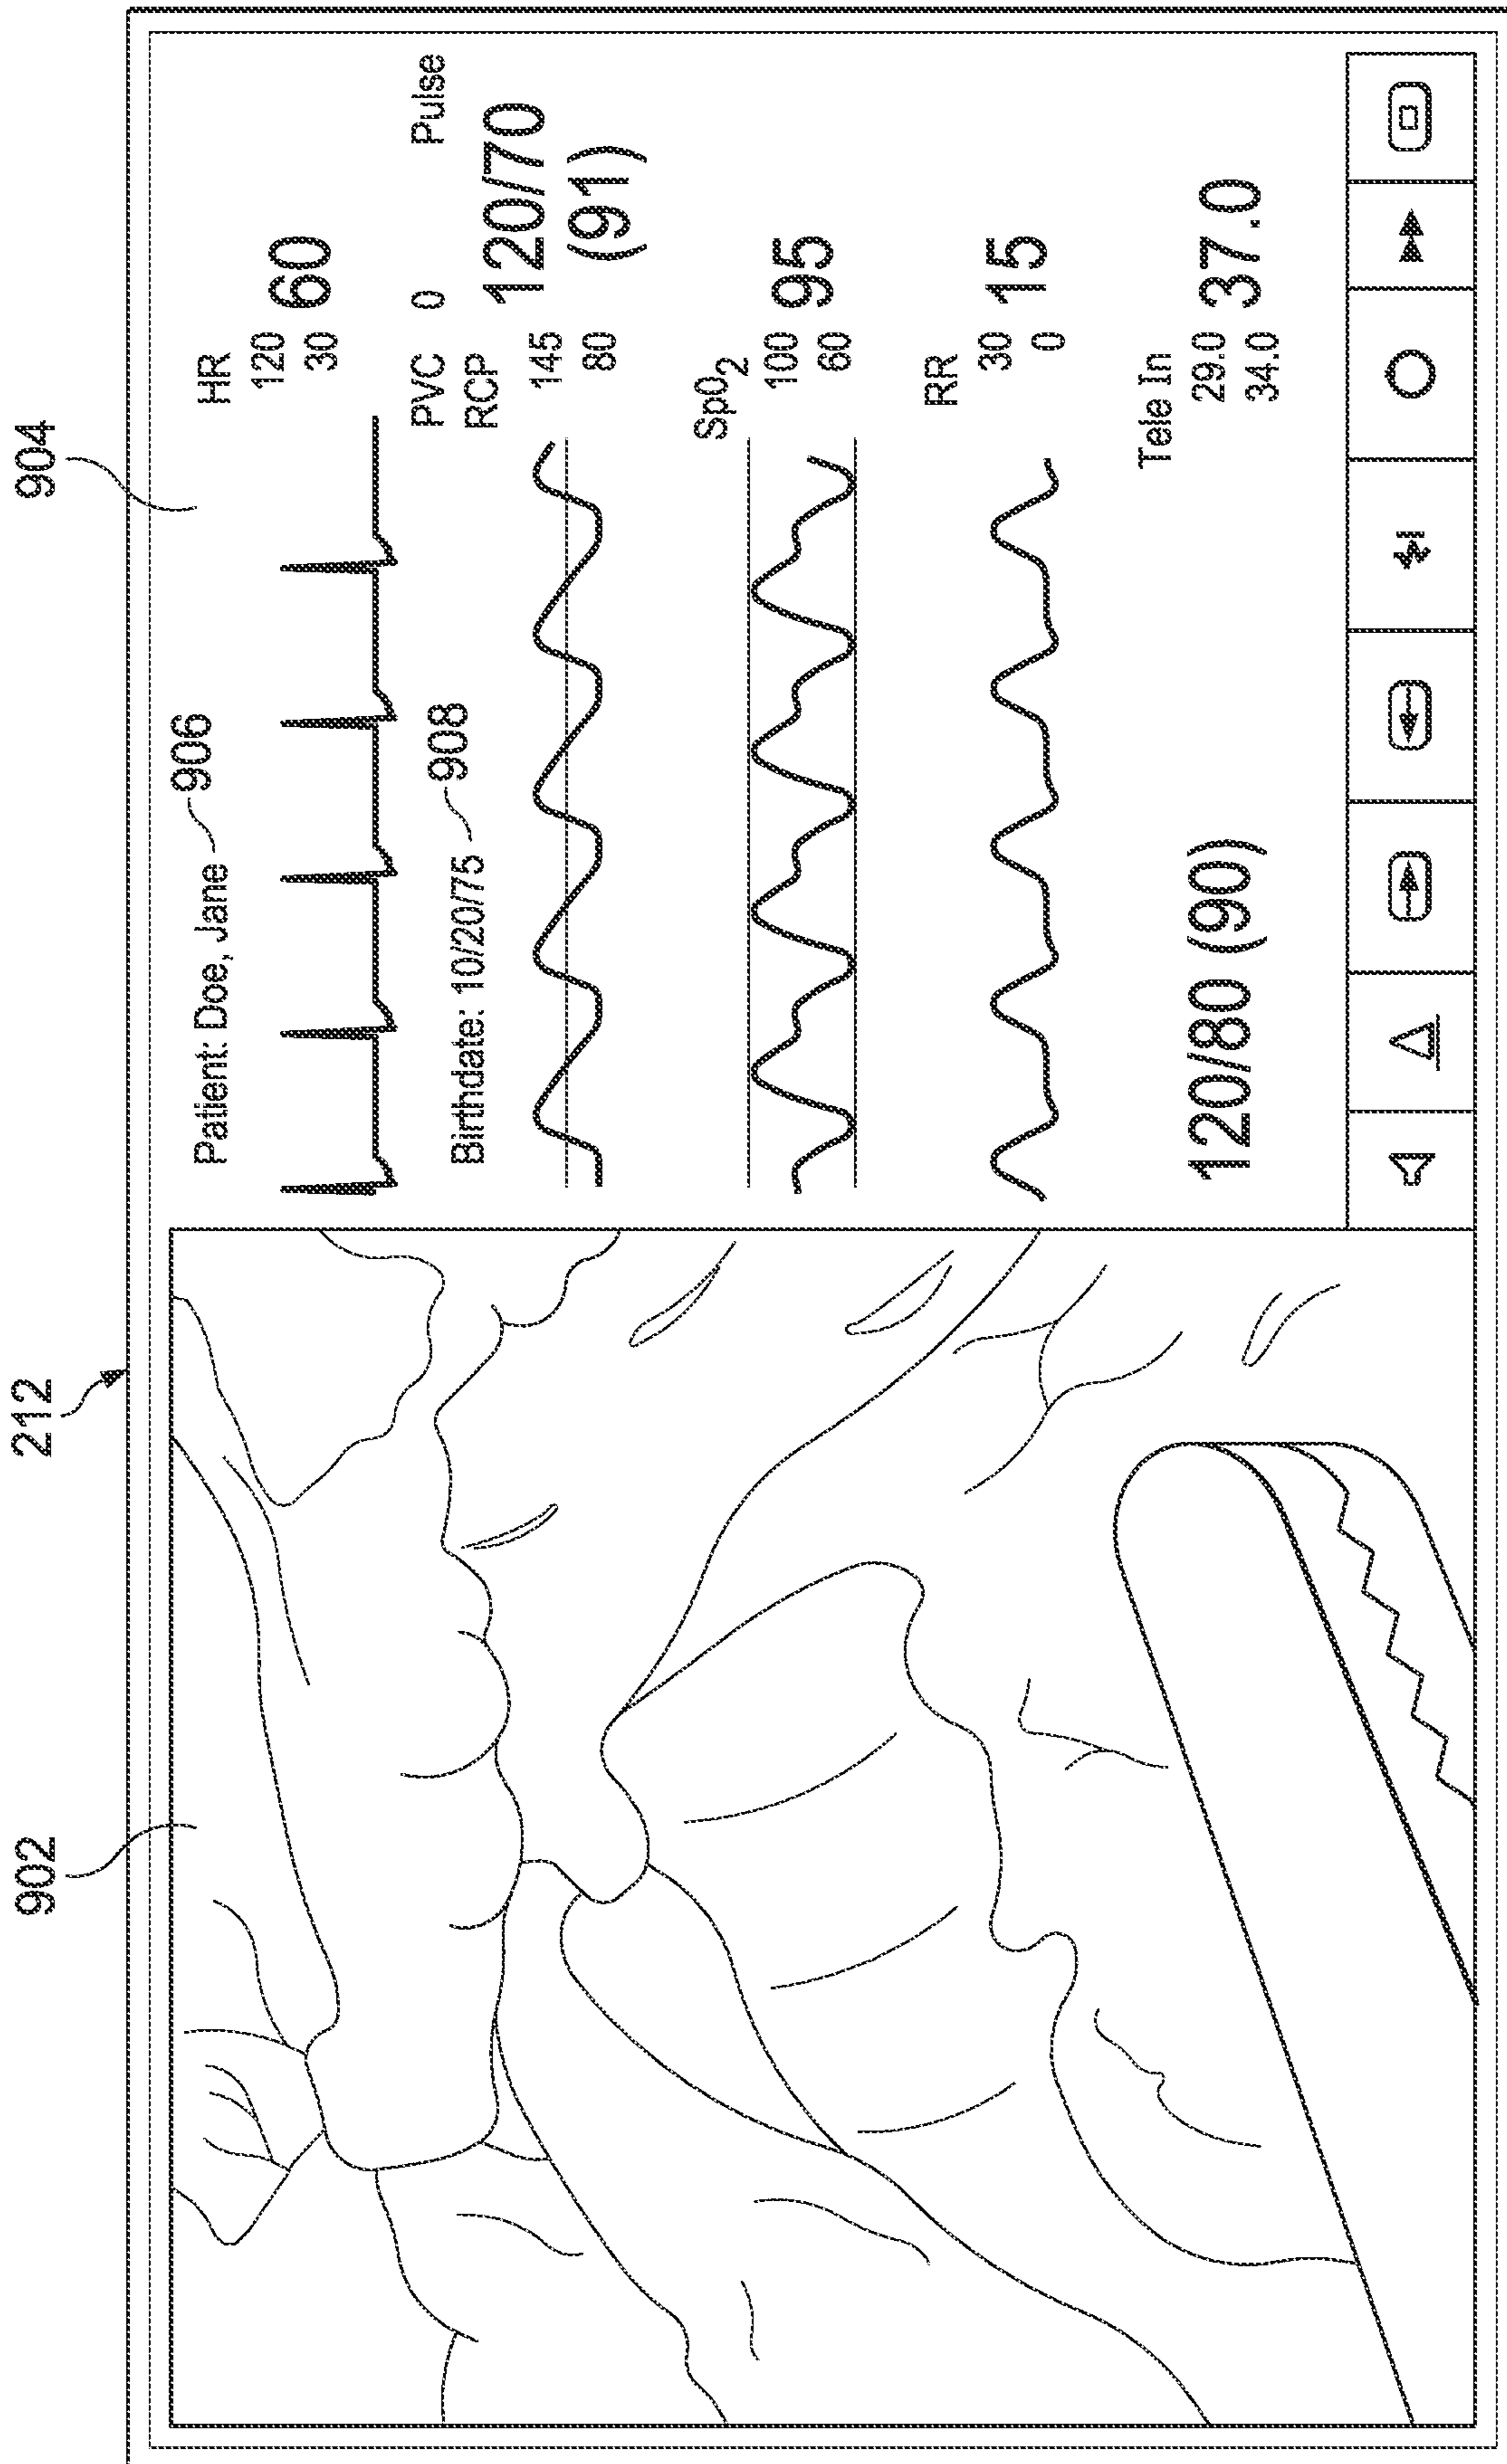 212
902
904
Patient: Doe, Jane
906
HR
120
30
60
Birthdate: 10/20/75
908
PVC 0 Pulse
RCP
145
80
120/70
(91)
SpO₂
100
60
95
RR
30
0
15
Tele In
29.0
34.0
37.0
120/80 (90)